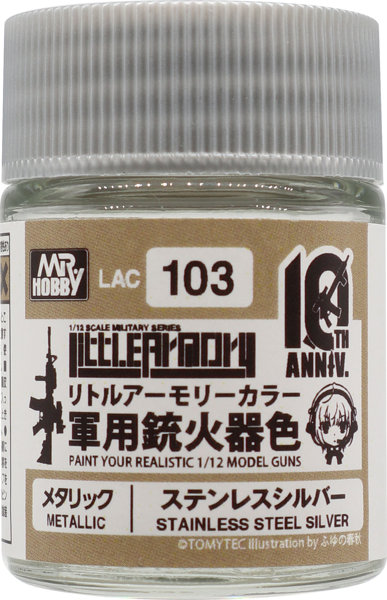 MR HOBBY
LAC 103
10TH ANNIV.
1/12 SCALE MILITARY SERIES
LITTLEARMORY
リトルアーモリーカラー
軍用銃火器色
PAINT YOUR REALISTIC 1/12 MODEL GUNS
メタリック ステンレスシルバー
METALLIC STAINLESS STEEL SILVER
©TOMYTEC illustration by ふゆの春秋